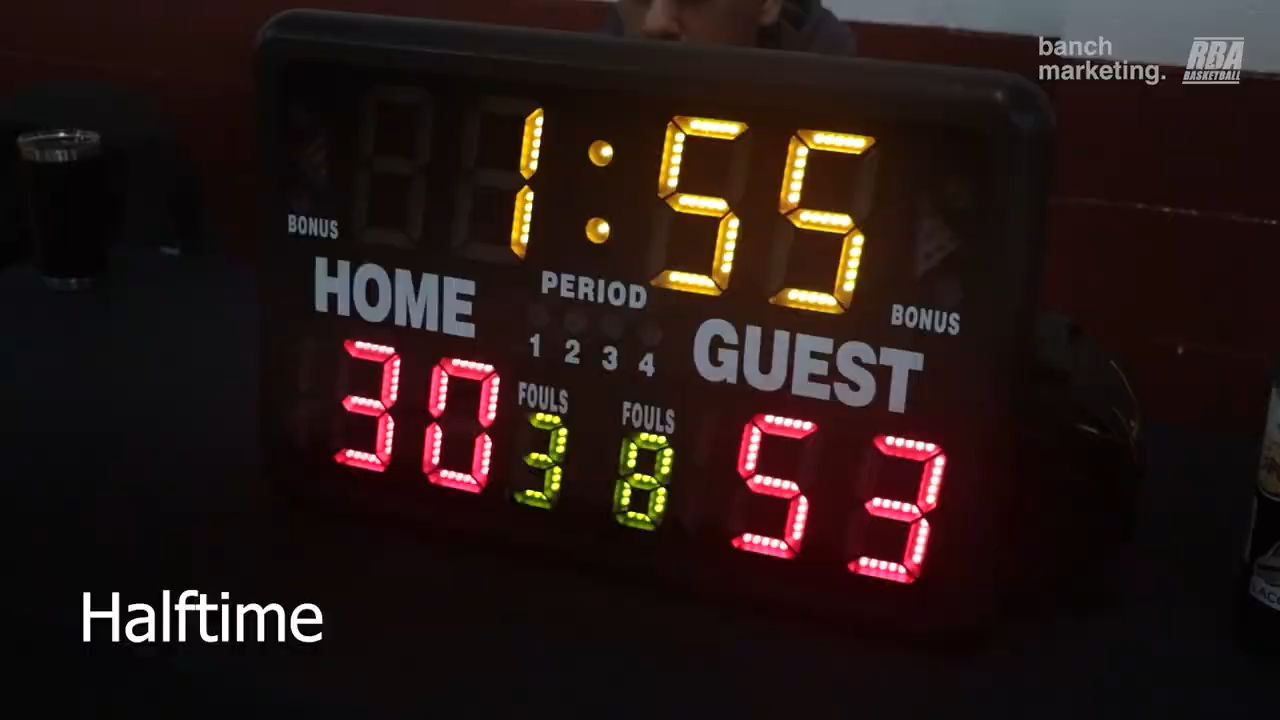 banch
marketing.
RBA
BASKETBALL
1:55
BONUS
HOME
PERIOD
1 2 3 4
GUEST
BONUS
30
FOULS
3
FOULS
8
53
Halftime